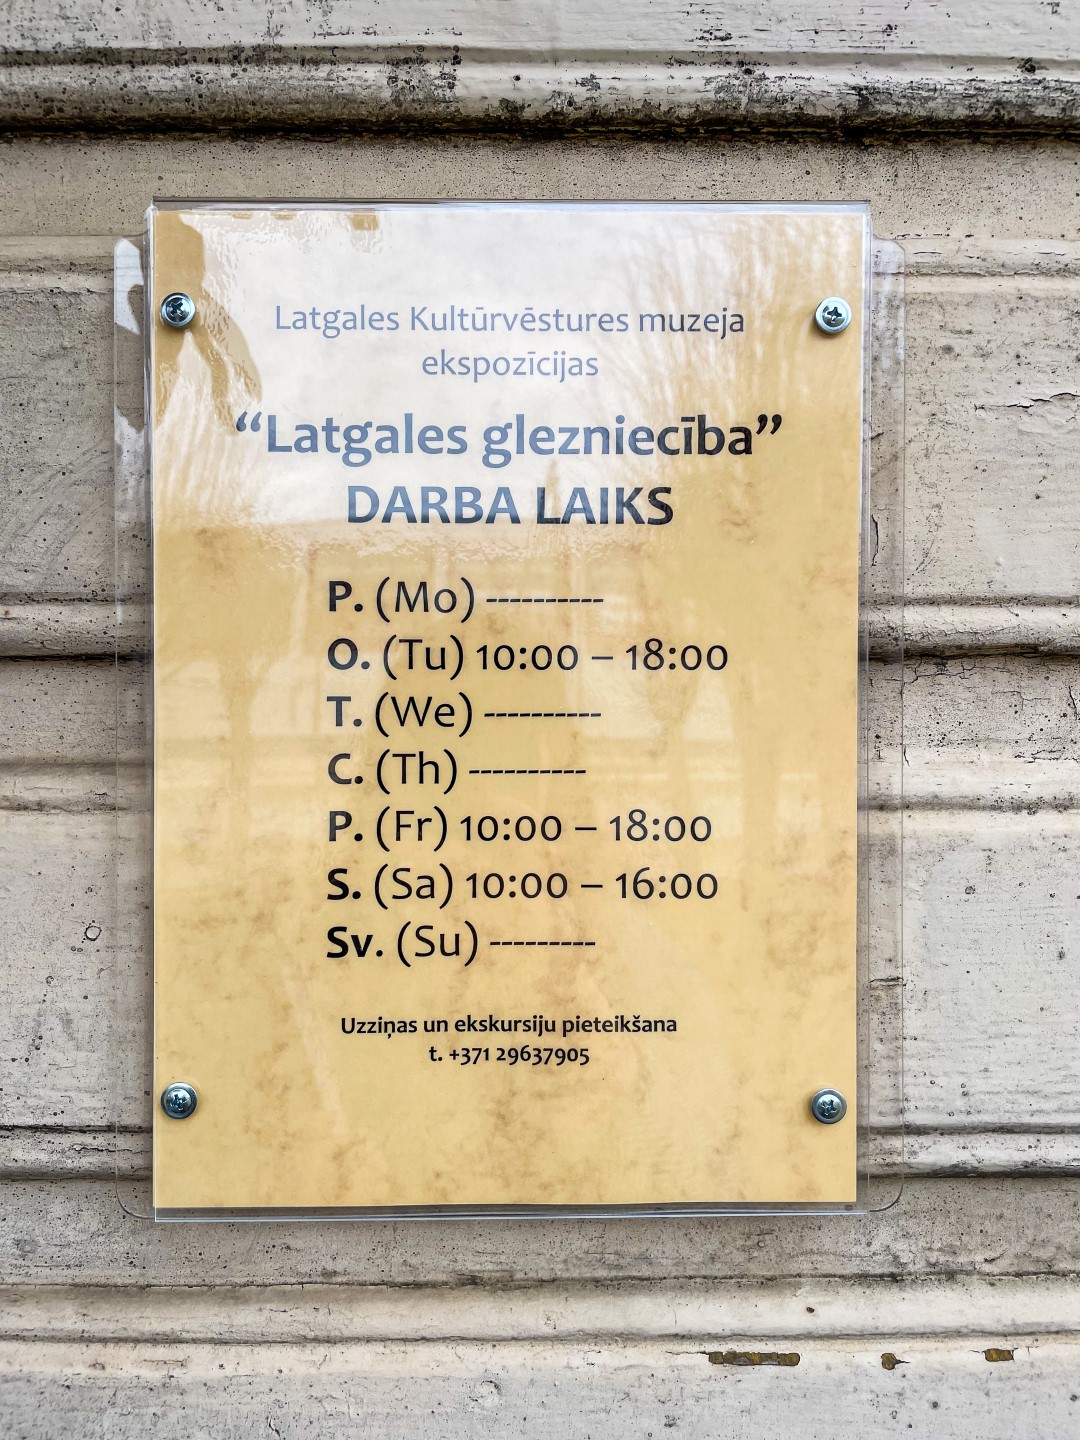 Latgales Kultūrvēstures muzeja
ekspozīcijas
“Latgales glezniecība”
DARBA LAIKS
P. (Mo) ----------
O. (Tu) 10:00 – 18:00
T. (We) ----------
C. (Th) ----------
P. (Fr) 10:00 – 18:00
S. (Sa) 10:00 – 16:00
Sv. (Su) ---------
Uzziņas un ekskursiju pieteikšana
t. +371 29637905